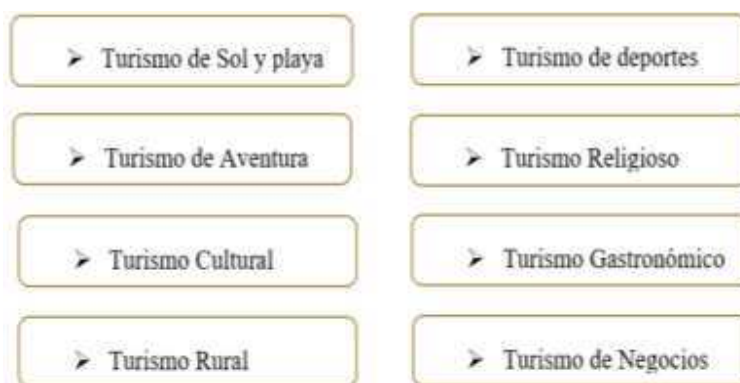 ➢ Turismo de Sol y playa
➢ Turismo de Aventura
➢ Turismo Cultural
➢ Turismo Rural
➢ Turismo de deportes
➢ Turismo Religioso
➢ Turismo Gastronómico
➢ Turismo de Negocios